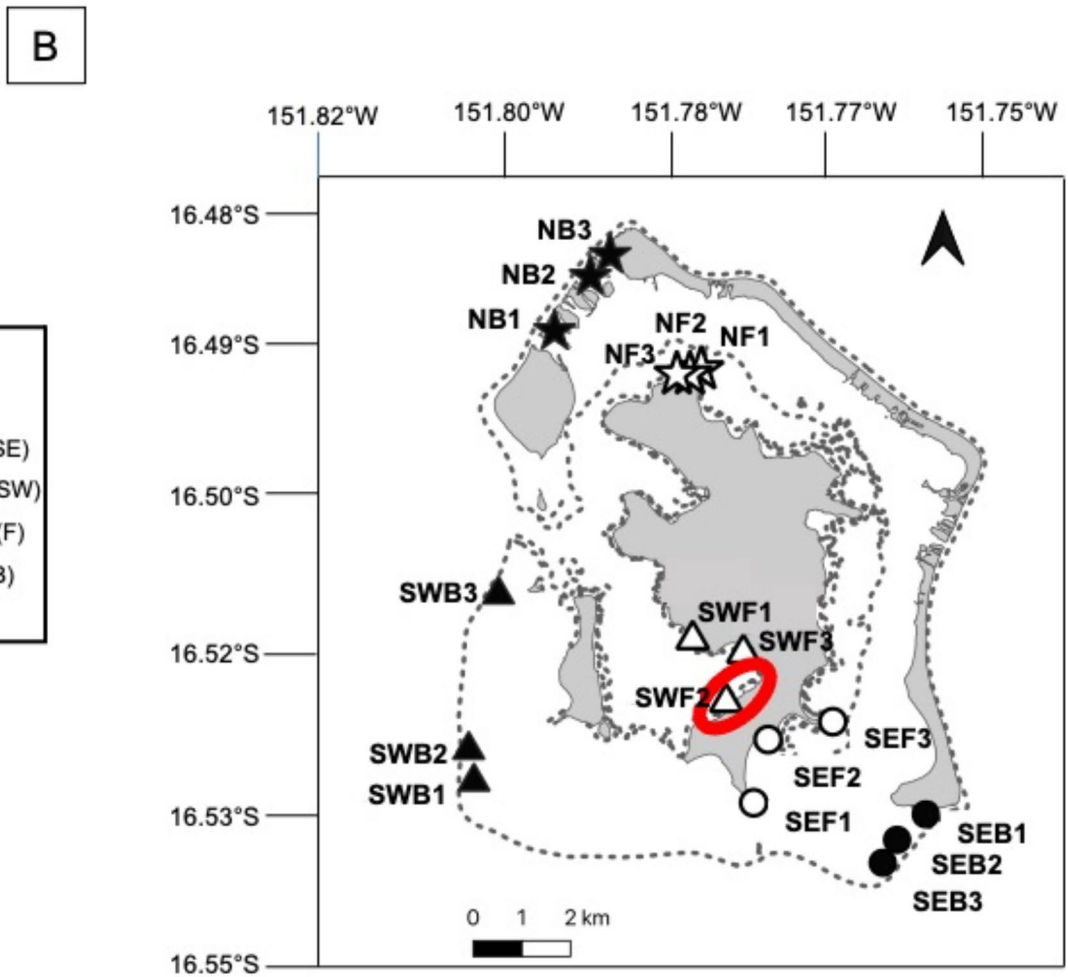 B
151.82°W 151.80°W 151.78°W 151.77°W 151.75°W
16.48°S
NB3
NB2
NB1
16.49°S
NF2
NF1
NF3
SE)
SW)
16.50°S
(F)
B)
SWB3
SWF1
16.52°S
SWF3
SWF2
SWB2
SEF3
SEF2
SWB1
16.53°S
SEF1
SEB1
SEB2
SEB3
0 1 2 km
16.55°S